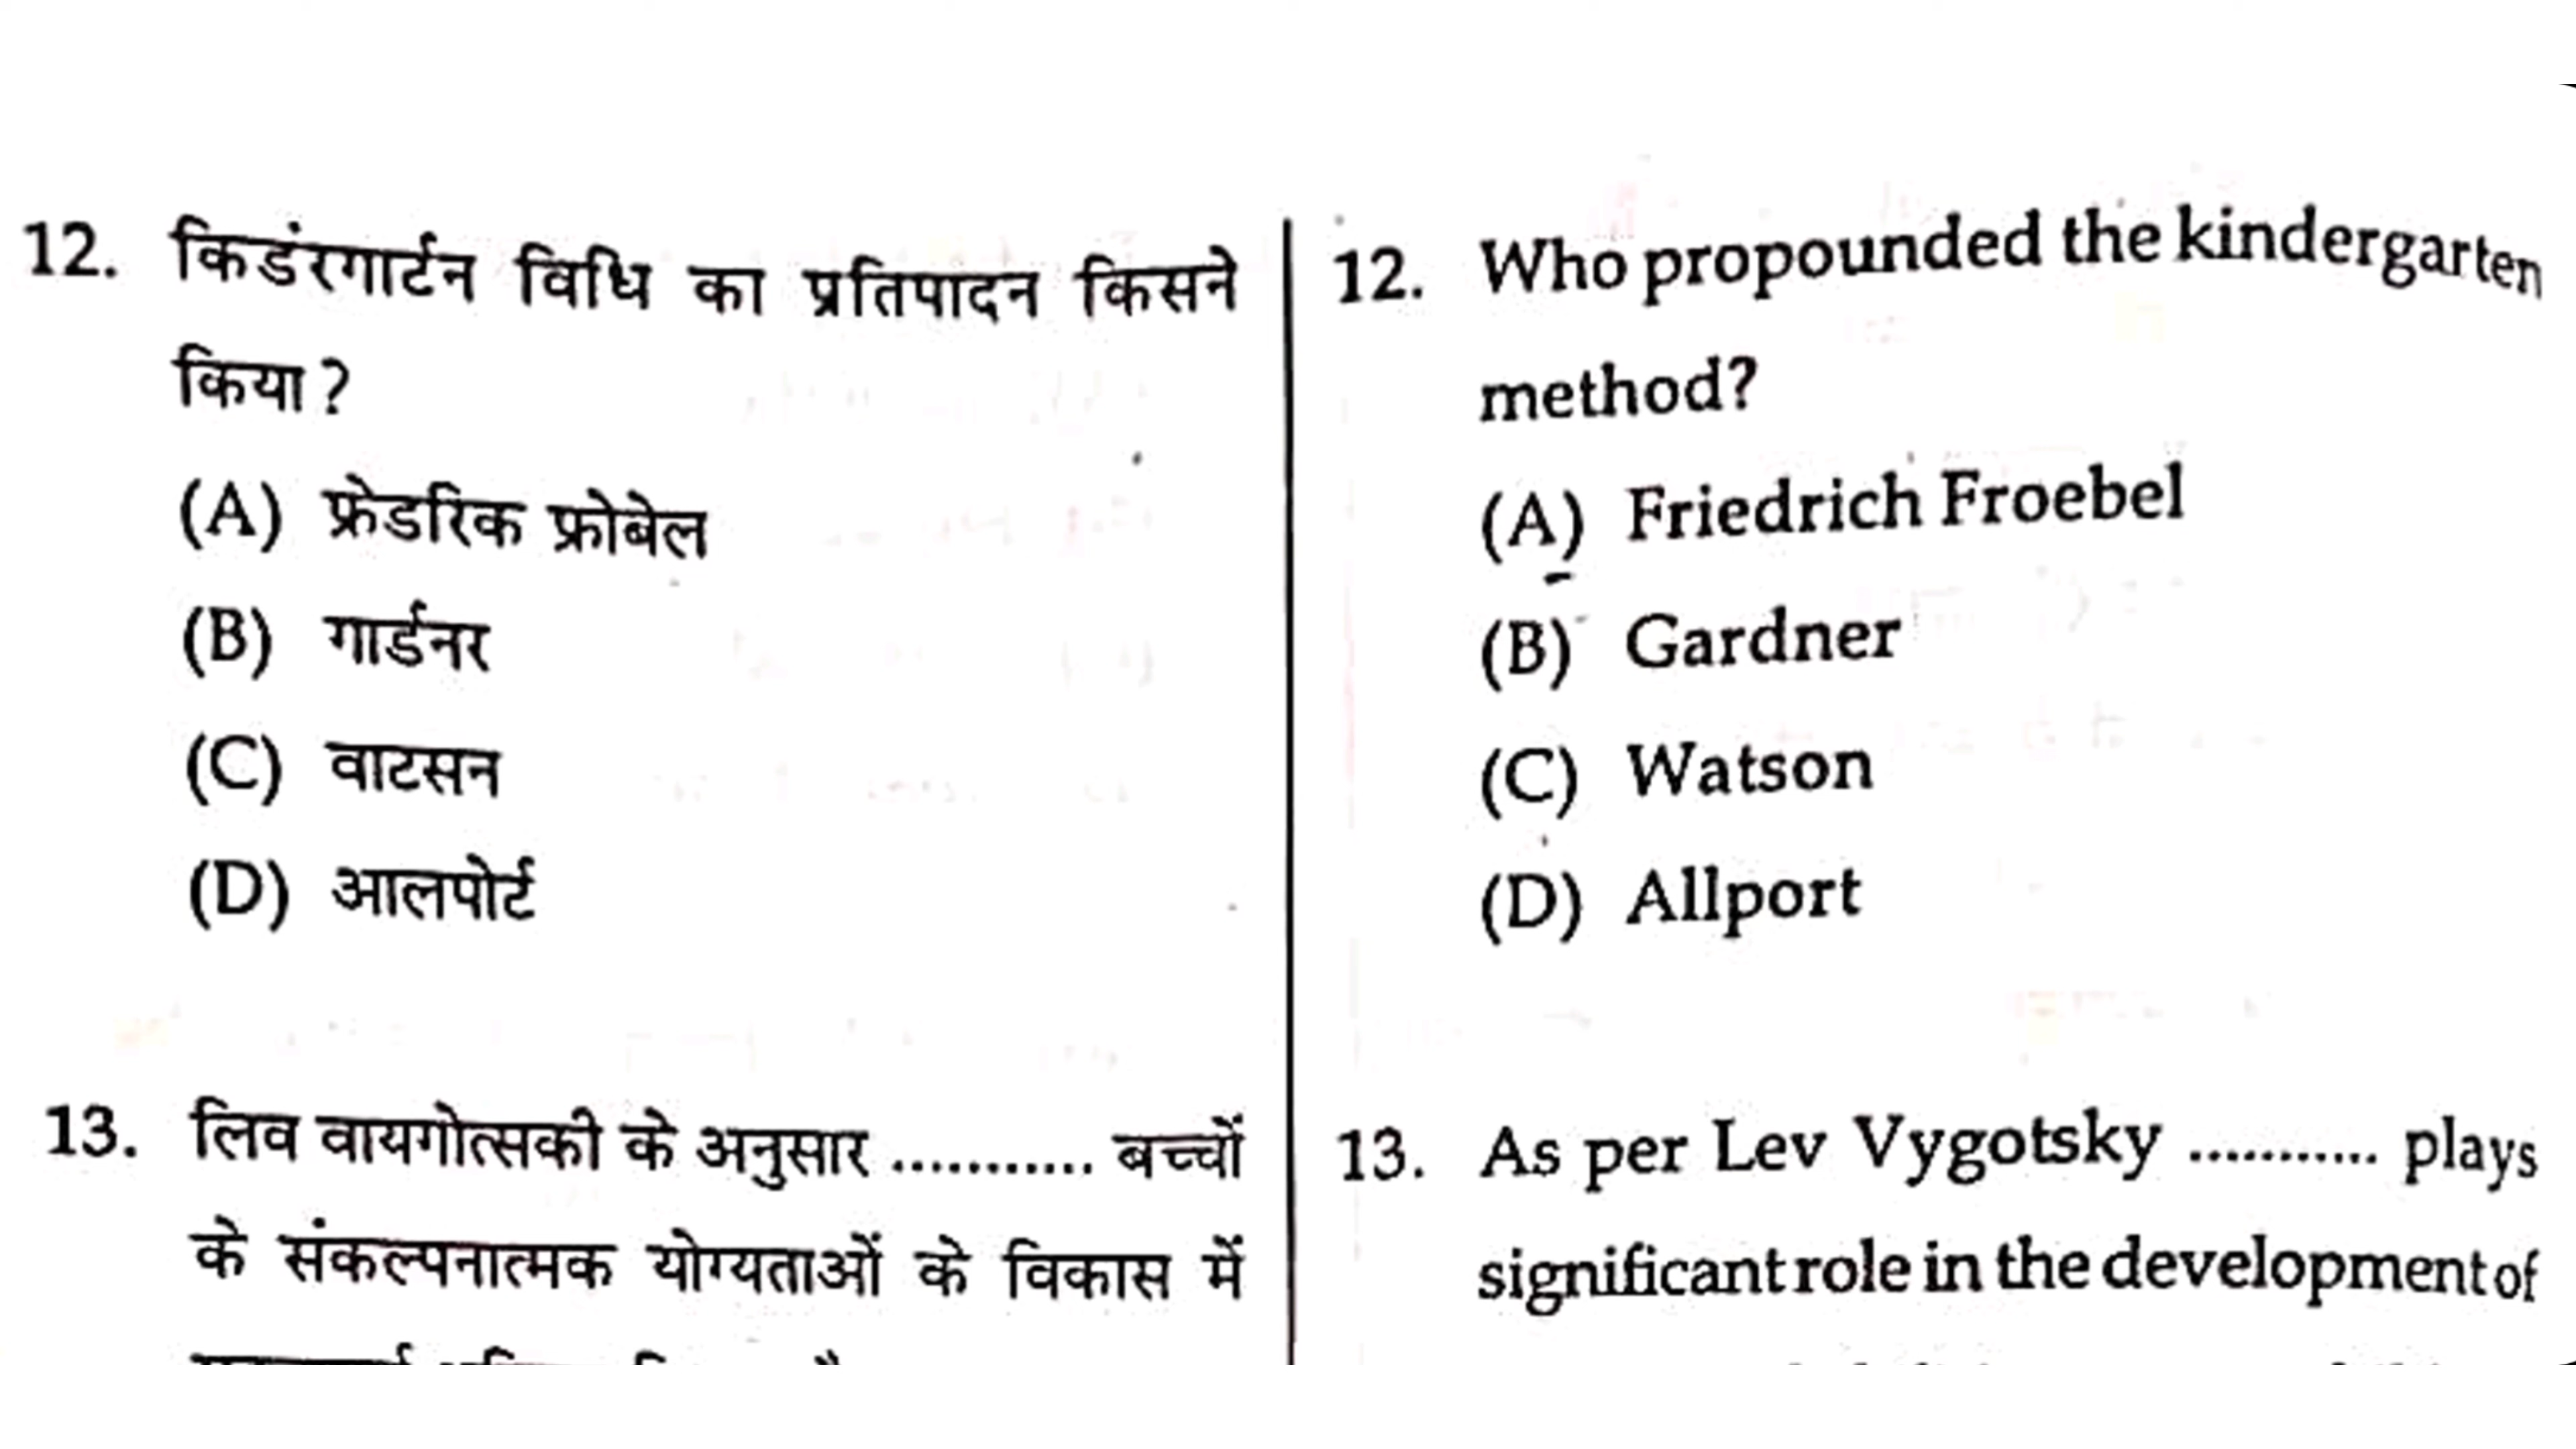 12. किडंरगार्टन विधि का प्रतिपादन किसने
किया?
(A) फ्रेडरिक फ्रोबेल
(B) गार्डनर
(C) वाटसन
(D) आलपोर्ट
13. लिव वायगोत्सकी के अनुसार ........... बच्चों
के संकल्पनात्मक योग्यताओं के विकास में
12. Who propounded the kindergarten
method?
(A) Friedrich Froebel
(B) Gardner
(C) Watson
(D) Allport
13. As per Lev Vygotsky ........... plays
significant role in the development of